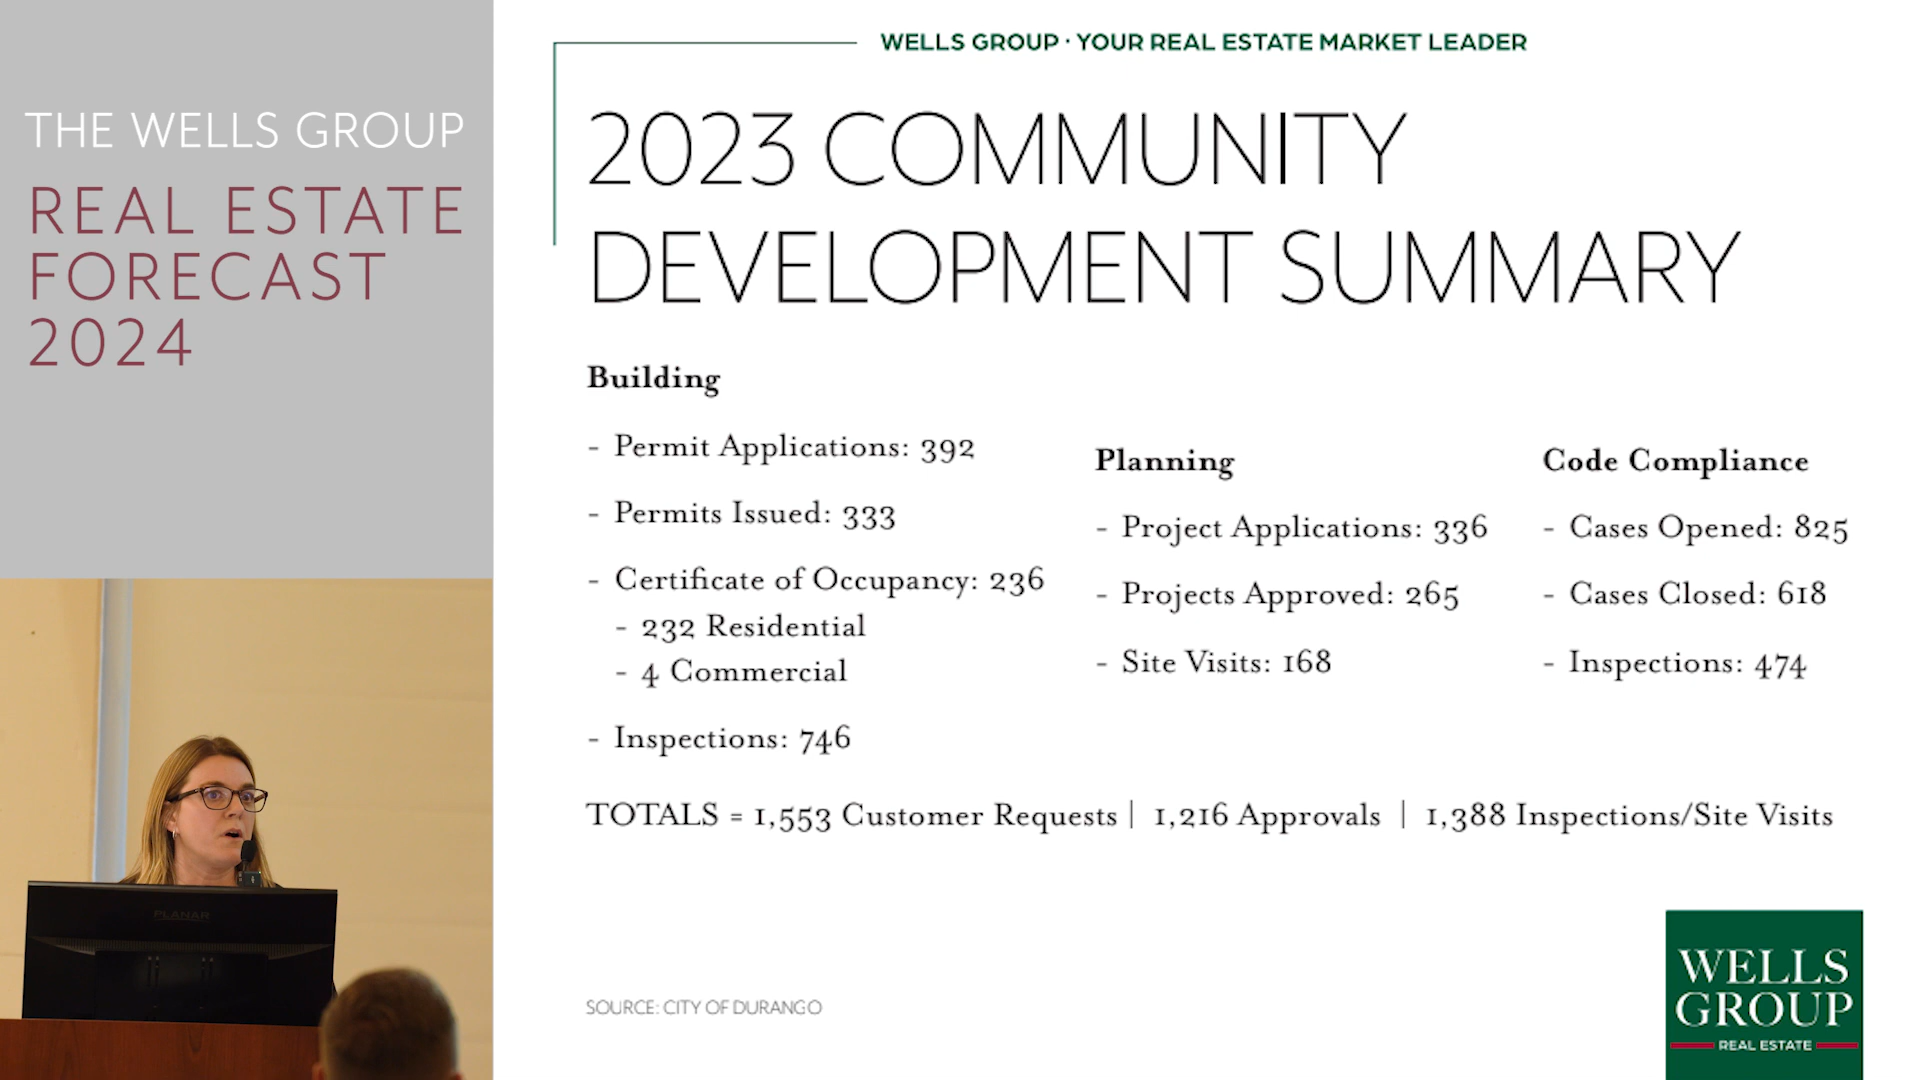 THE WELLS GROUP
REAL ESTATE
FORECAST
2024
WELLS GROUP · YOUR REAL ESTATE MARKET LEADER
2023 COMMUNITY
DEVELOPMENT SUMMARY
Building
- Permit Applications: 392
- Permits Issued: 333
- Certificate of Occupancy: 236
- 232 Residential
- 4 Commercial
- Inspections: 746
Planning
- Project Applications: 336
- Projects Approved: 265
- Site Visits: 168
Code Compliance
- Cases Opened: 825
- Cases Closed: 618
- Inspections: 474
TOTALS = 1,553 Customer Requests | 1,216 Approvals | 1,388 Inspections/Site Visits
SOURCE: CITY OF DURANGO
WELLS
GROUP
REAL ESTATE
PLANAR